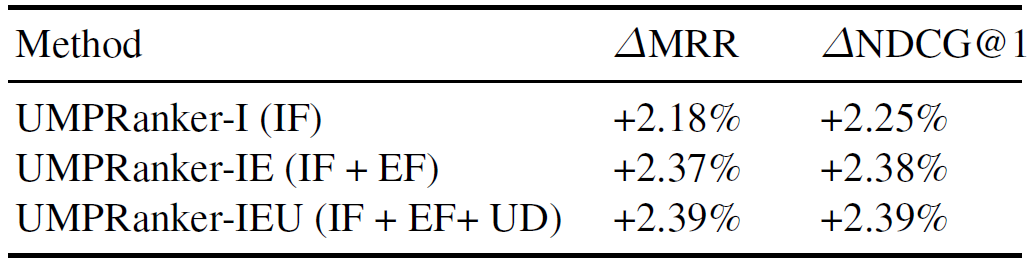 Method ΔMRR ΔNDCG@1
UMPRanker-I (IF) +2.18% +2.25%
UMPRanker-IE (IF + EF) +2.37% +2.38%
UMPRanker-IEU (IF + EF+ UD) +2.39% +2.39%